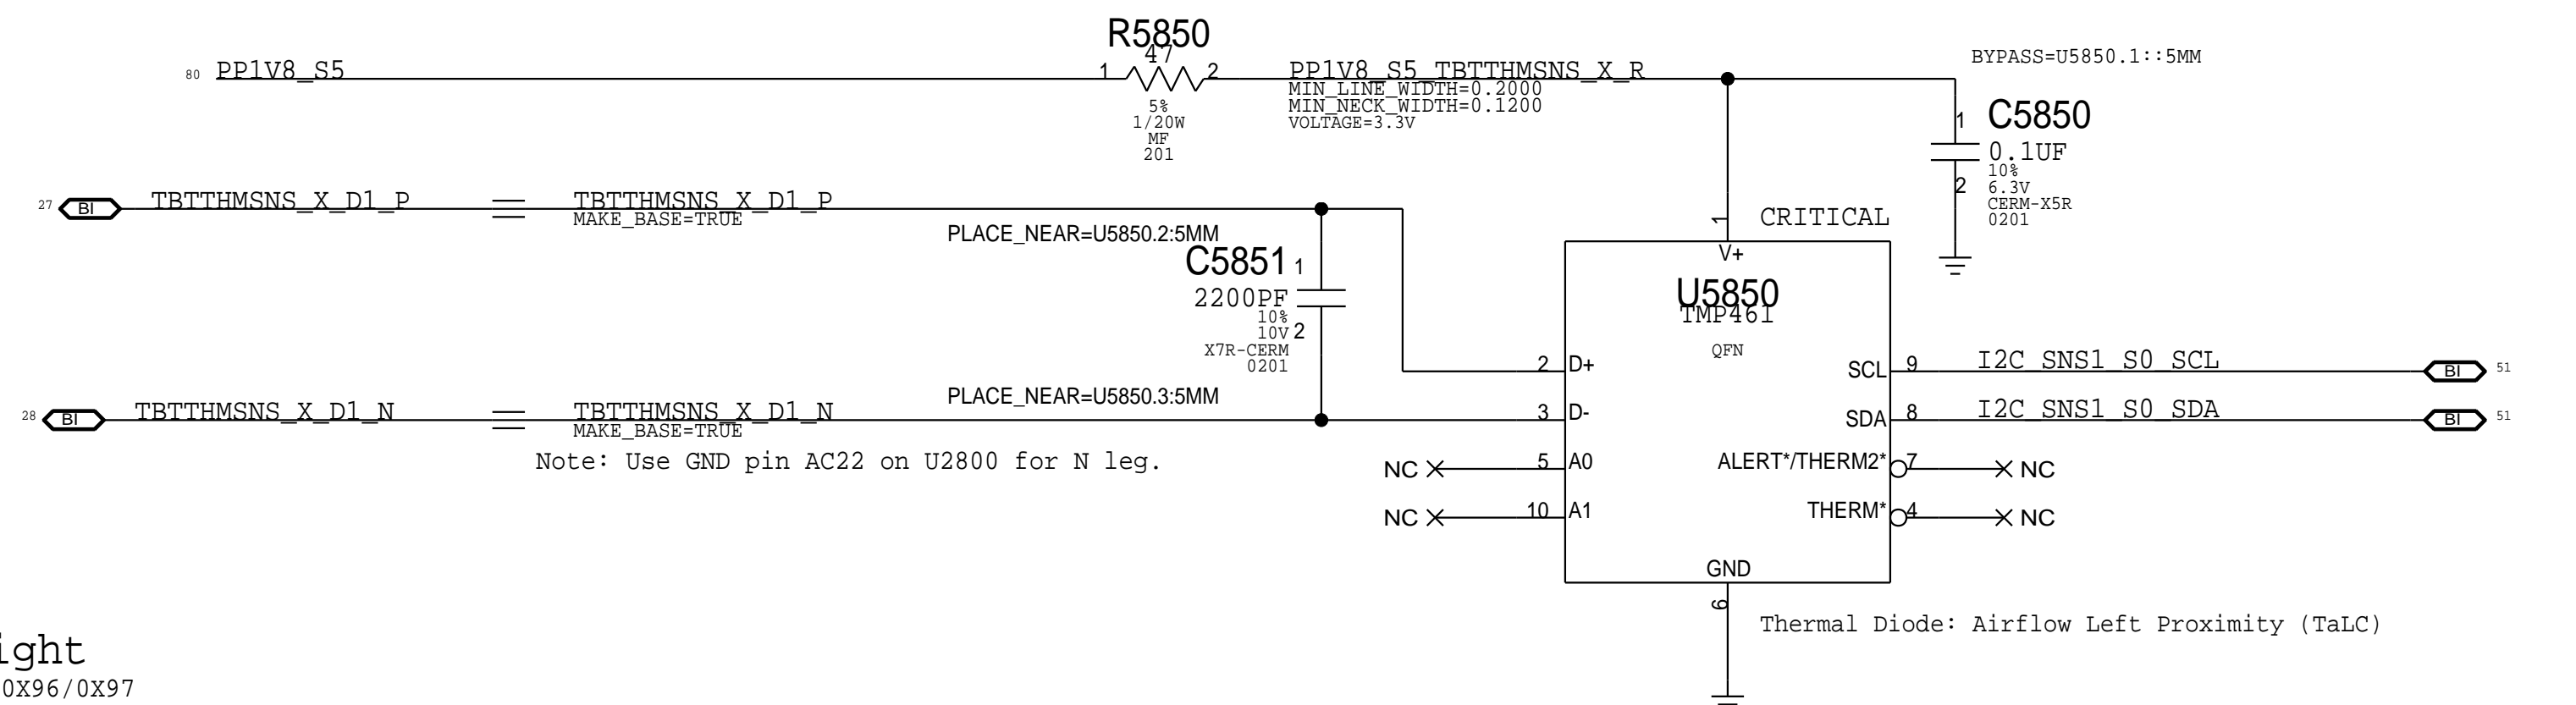 R5850
47
80 PP1V8_S5
1 2
5%
1/20W
MF
201
PP1V8_S5_TBTTHMSNS_X_R
MIN_LINE_WIDTH=0.2000
MIN_NECK_WIDTH=0.1200
VOLTAGE=3.3V
BYPASS=U5850.1::5MM
1
C5850
0.1UF
10%
2
6.3V
CERM-X5R
0201
27 BI TBTTHMSNS_X_D1_P
TBTTHMSNS_X_D1_P
MAKE_BASE=TRUE
PLACE_NEAR=U5850.2:5MM
C5851 1
2200PF
10%
10V 2
X7R-CERM
0201
1
CRITICAL
V+
U5850
TMP461
QFN
2 D+
SCL 9 I2C_SNS1_S0_SCL BI 51
28 BI TBTTHMSNS_X_D1_N
TBTTHMSNS_X_D1_N
MAKE_BASE=TRUE
PLACE_NEAR=U5850.3:5MM
3 D-
SDA 8 I2C_SNS1_S0_SDA BI 51
Note: Use GND pin AC22 on U2800 for N leg.
NC 5 A0
ALERT*/THERM2* 7 NC
NC 10 A1
THERM* 4 NC
GND
6
Thermal Diode: Airflow Left Proximity (TaLC)
ight
0X96/0X97